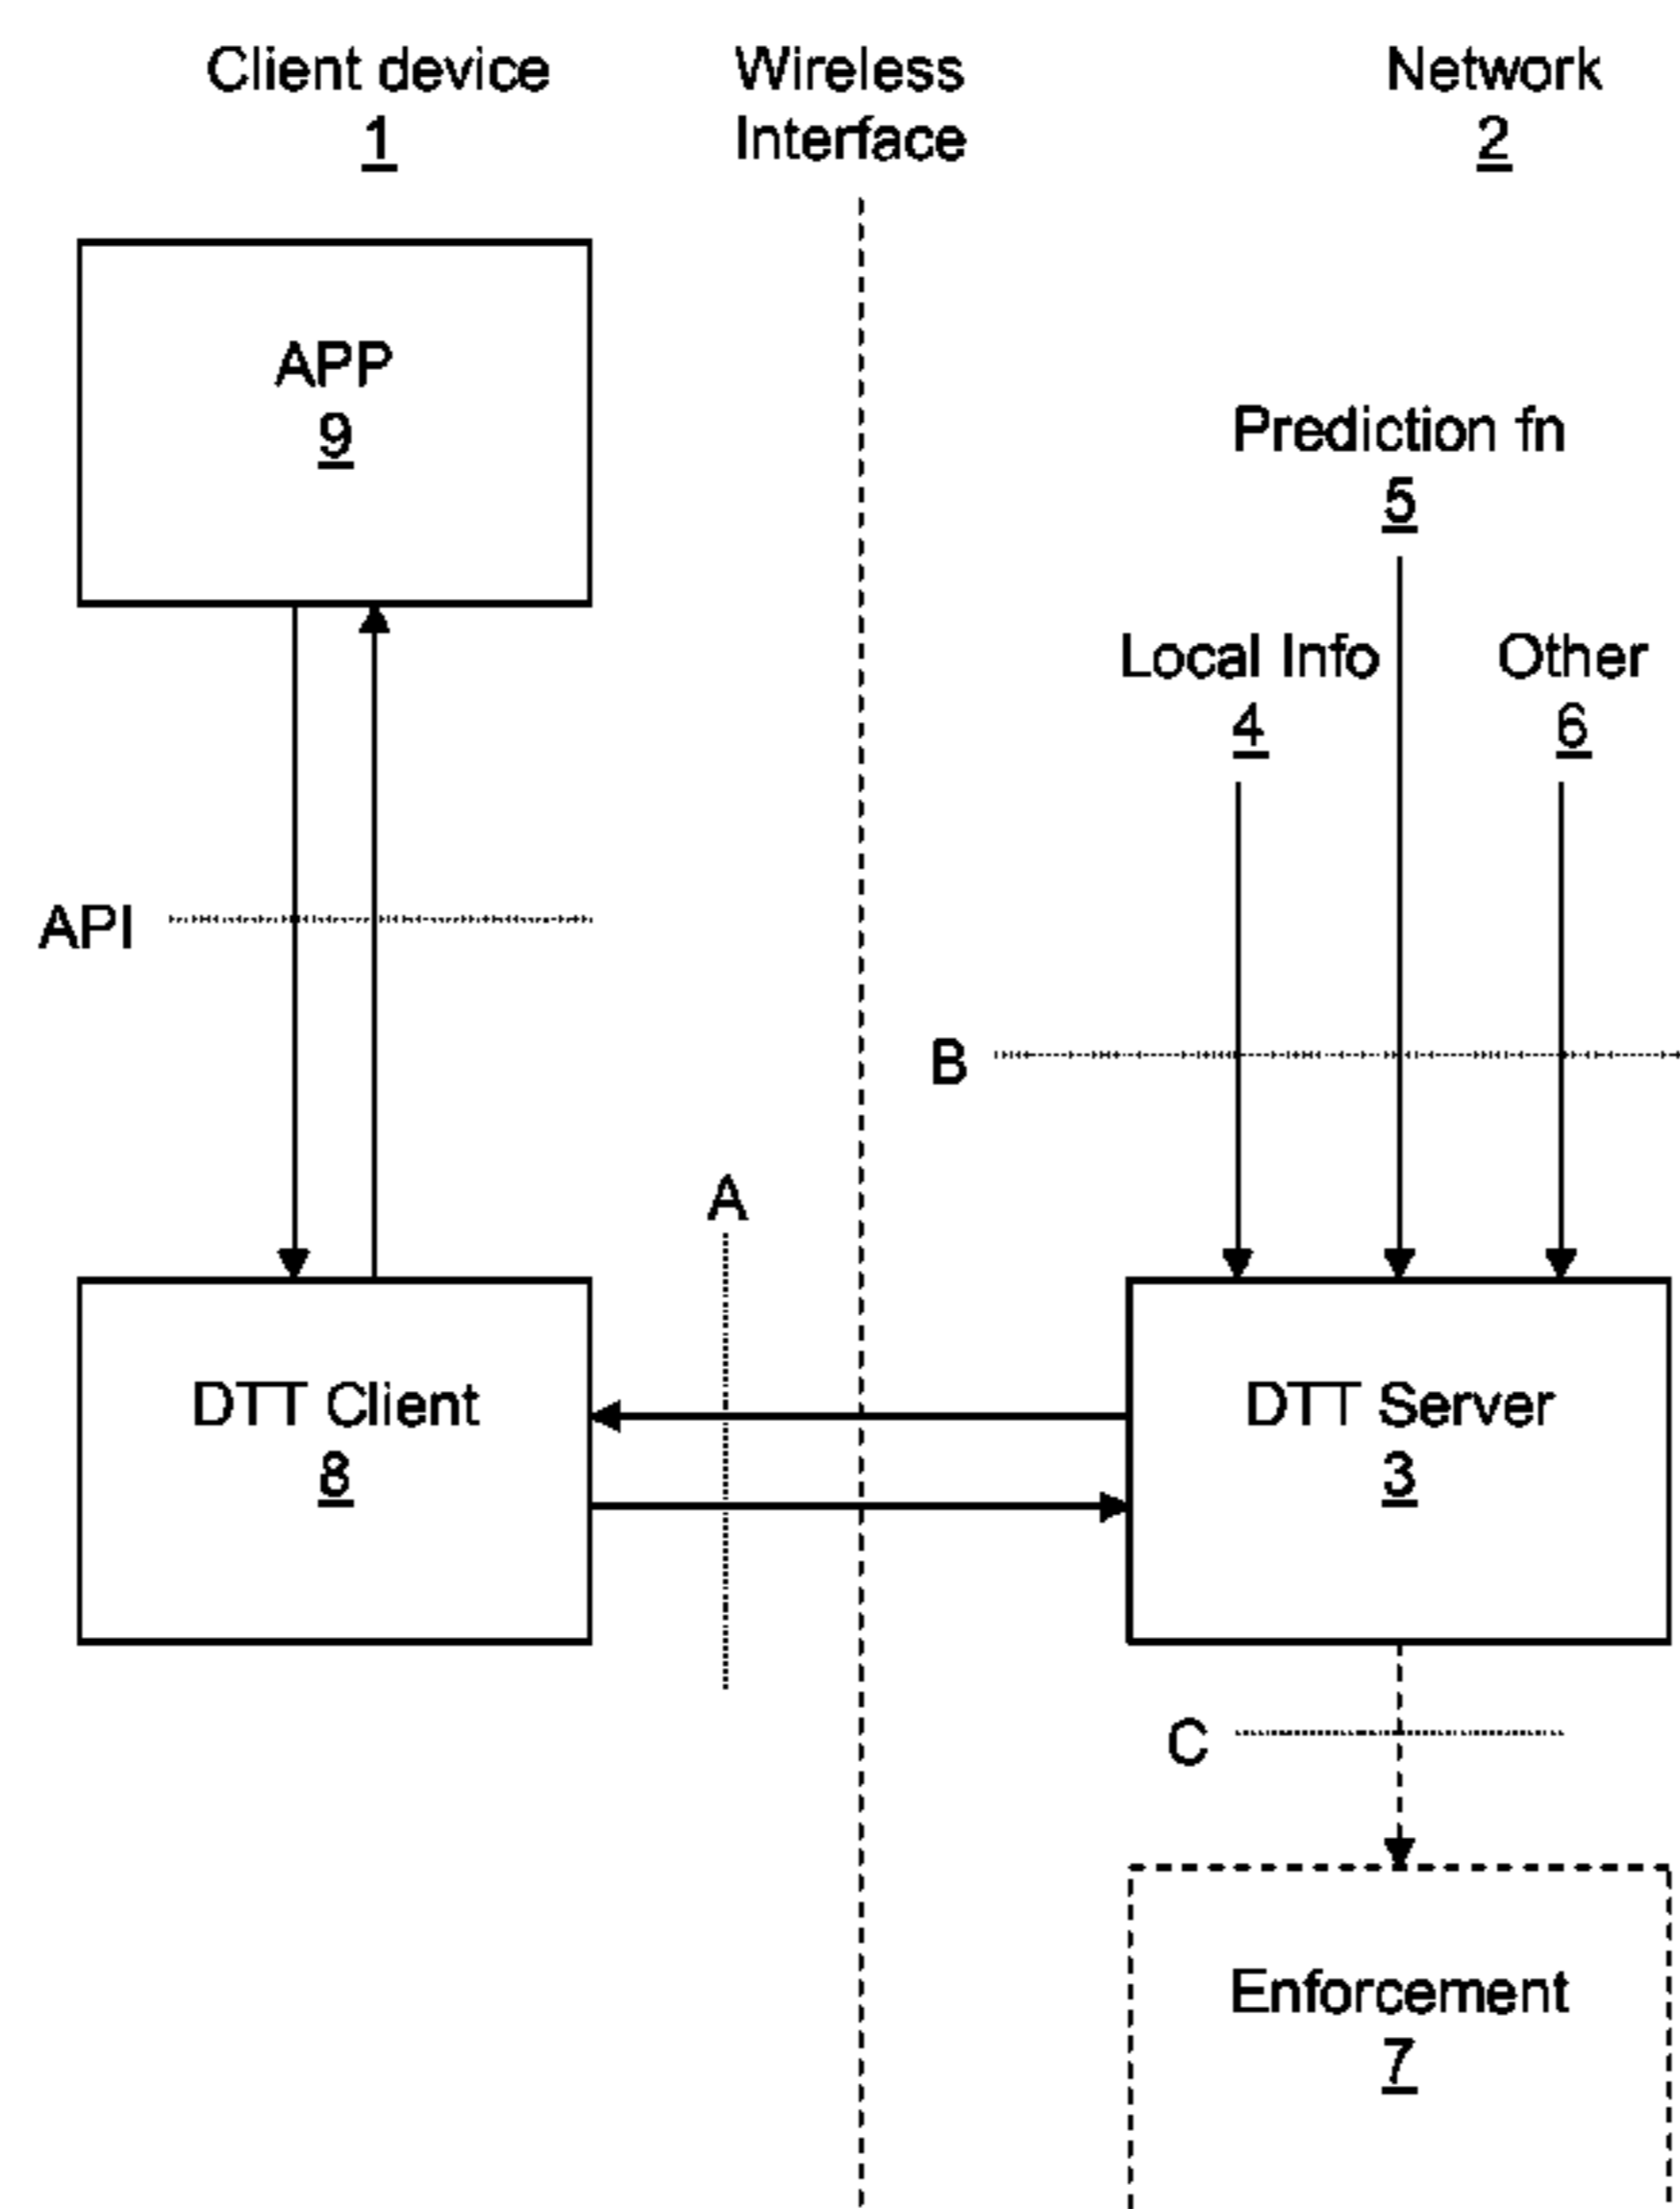 Client device
1
Wireless
Interface
Network
2
APP
9
Prediction fn
5
Local Info
4
Other
6
API
B
A
DTT Client
8
DTT Server
3
C
Enforcement
7